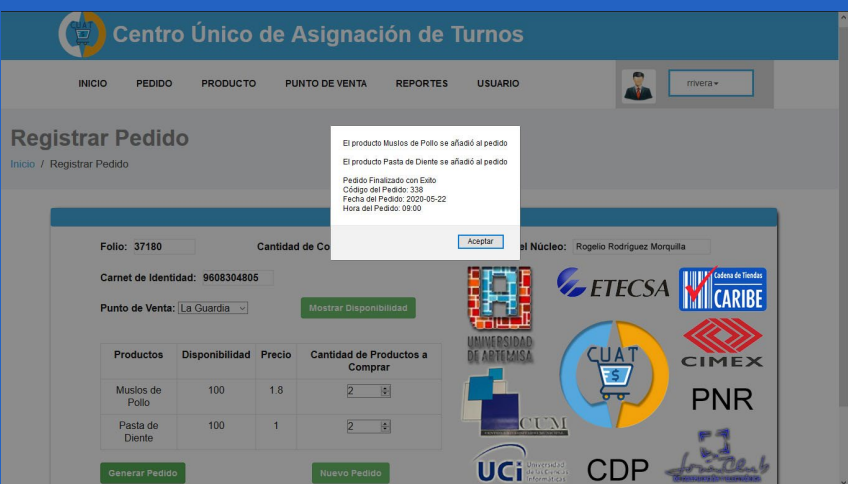 CUAT
Centro Único de Asignación de Turnos
INICIO PEDIDO PRODUCTO PUNTO DE VENTA REPORTES USUARIO rrivera
Registrar Pedido
Inicio / Registrar Pedido
El producto Muslos de Pollo se añadió al pedido
El producto Pasta de Diente se añadió al pedido
Pedido Finalizado con Exito
Código del Pedido: 338
Fecha del Pedido: 2020-05-22
Hora del Pedido: 09:00
Aceptar
Folio: 37180 Cantidad de Co el Núcleo: Rogelio Rodríguez Morquilla
Carnet de Identidad: 9608304805
Punto de Venta: La Guardia Mostrar Disponibilidad
Productos Disponibilidad Precio Cantidad de Productos a
Comprar
Muslos de
Pollo
100 1.8 2
Pasta de
Diente
100 1 2
Generar Pedido Nuevo Pedido
ETECSA
Cadena de Tiendas
CARIBE
UNIVERSIDAD
DE ARTEMISA
CUAT
$
CIMEX
PNR
CUM
UCi
Universidad
de las Ciencias
Informáticas
CDP
JovenClub